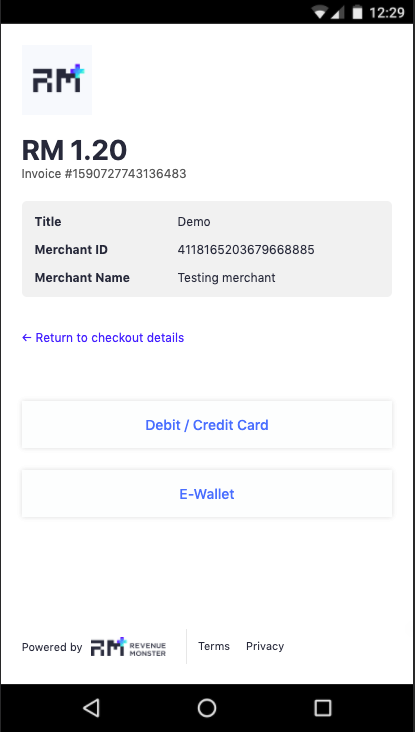 12:29
RM+
RM 1.20
Invoice #1590727743136483
Title Demo
Merchant ID 4118165203679668885
Merchant Name Testing merchant
← Return to checkout details
Debit / Credit Card
E-Wallet
Powered by RM+ REVENUE MONSTER Terms Privacy